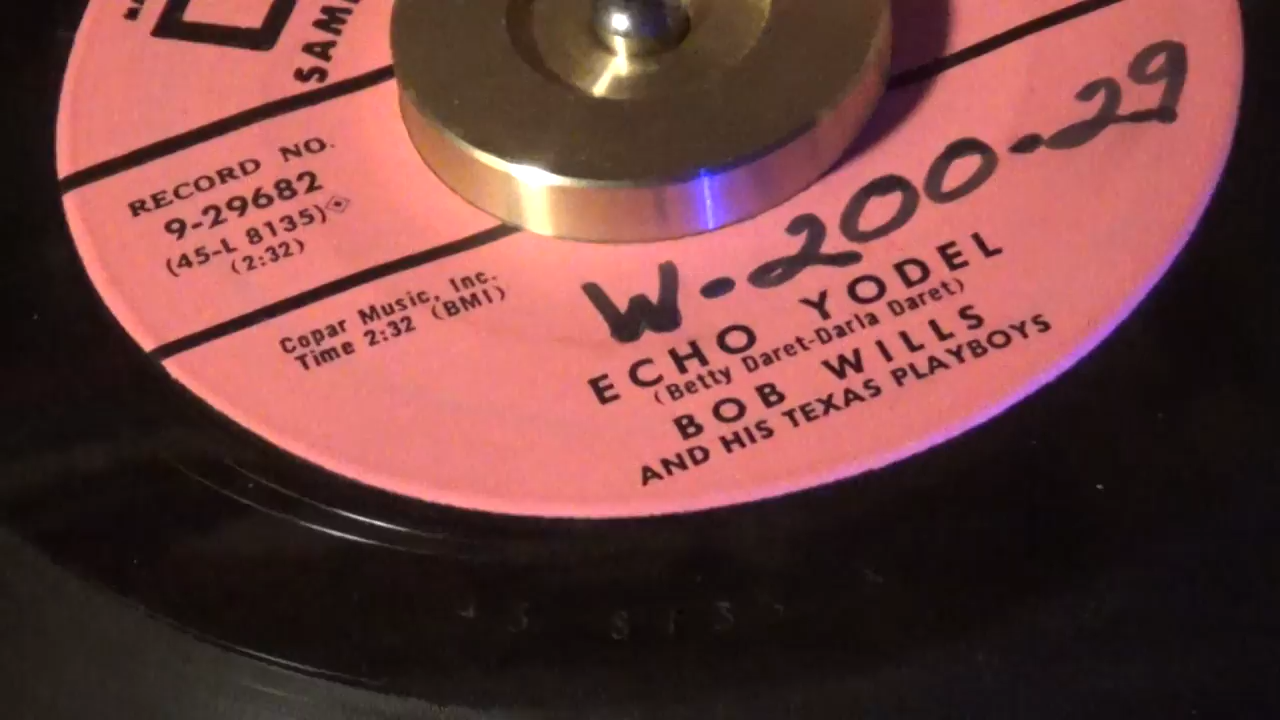 SAM
RECORD NO.
9-29682
(45-L 8135)
(2:32)
Copar Music, Inc.
Time 2:32 (BMI)
W-200-29
ECHO YODEL
(Betty Daret-Darla Daret)
BOB WILLS
AND HIS TEXAS PLAYBOYS